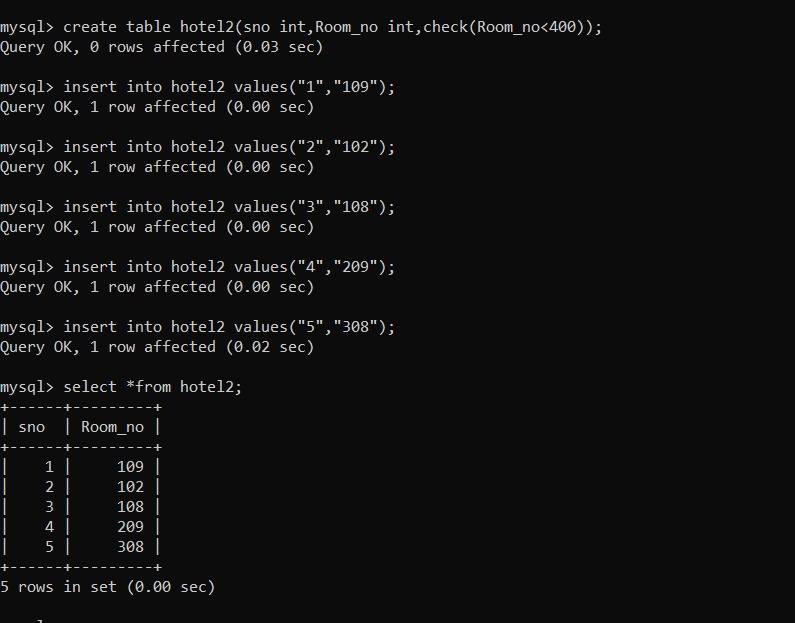 mysql> create table hotel2(sno int,Room_no int,check(Room_no<400));
Query OK, 0 rows affected (0.03 sec)
mysql> insert into hotel2 values("1","109");
Query OK, 1 row affected (0.00 sec)
mysql> insert into hotel2 values("2","102");
Query OK, 1 row affected (0.00 sec)
mysql> insert into hotel2 values("3","108");
Query OK, 1 row affected (0.00 sec)
mysql> insert into hotel2 values("4","209");
Query OK, 1 row affected (0.00 sec)
mysql> insert into hotel2 values("5","308");
Query OK, 1 row affected (0.02 sec)
mysql> select *from hotel2;
+------+---------+
| sno  | Room_no |
+------+---------+
|    1 |     109 |
|    2 |     102 |
|    3 |     108 |
|    4 |     209 |
|    5 |     308 |
+------+---------+
5 rows in set (0.00 sec)